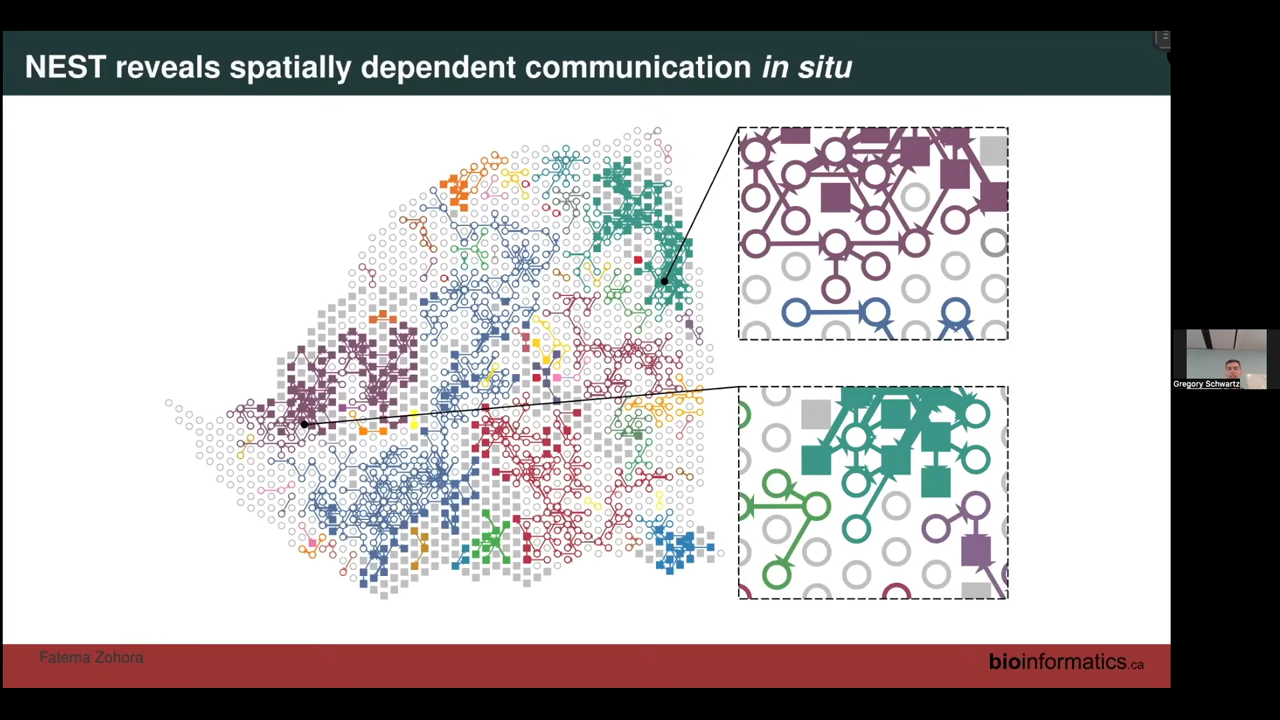 NEST reveals spatially dependent communication in situ
Gregory Schwartz
Fatema Zohora
bioinformatics.ca